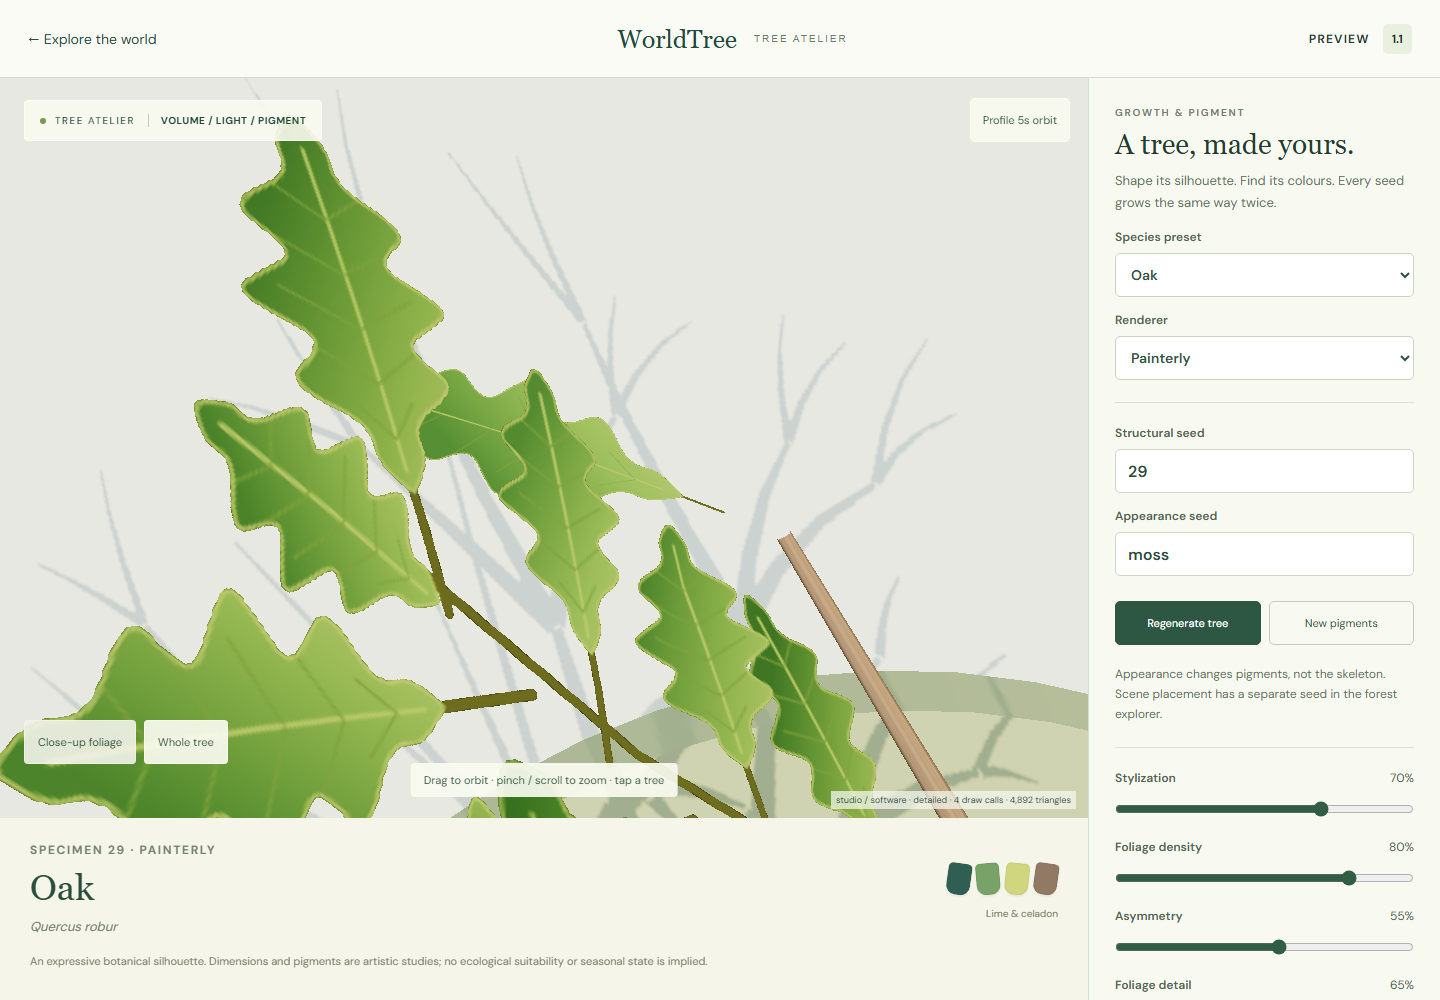 ← Explore the world
WorldTree TREE ATELIER
PREVIEW 1.1
TREE ATELIER VOLUME / LIGHT / PIGMENT
Profile 5s orbit
Close-up foliage
Whole tree
Drag to orbit · pinch / scroll to zoom · tap a tree
studio / software · detailed · 4 draw calls · 4,892 triangles
SPECIMEN 29 · PAINTERLY
Oak
Quercus robur
An expressive botanical silhouette. Dimensions and pigments are artistic studies; no ecological suitability or seasonal state is implied.
Lime & celadon
GROWTH & PIGMENT
A tree, made yours.
Shape its silhouette. Find its colours. Every seed
grows the same way twice.
Species preset
Oak
Renderer
Painterly
Structural seed
29
Appearance seed
moss
Regenerate tree
New pigments
Appearance changes pigments, not the skeleton.
Scene placement has a separate seed in the forest
explorer.
Stylization 70%
Foliage density 80%
Asymmetry 55%
Foliage detail 65%